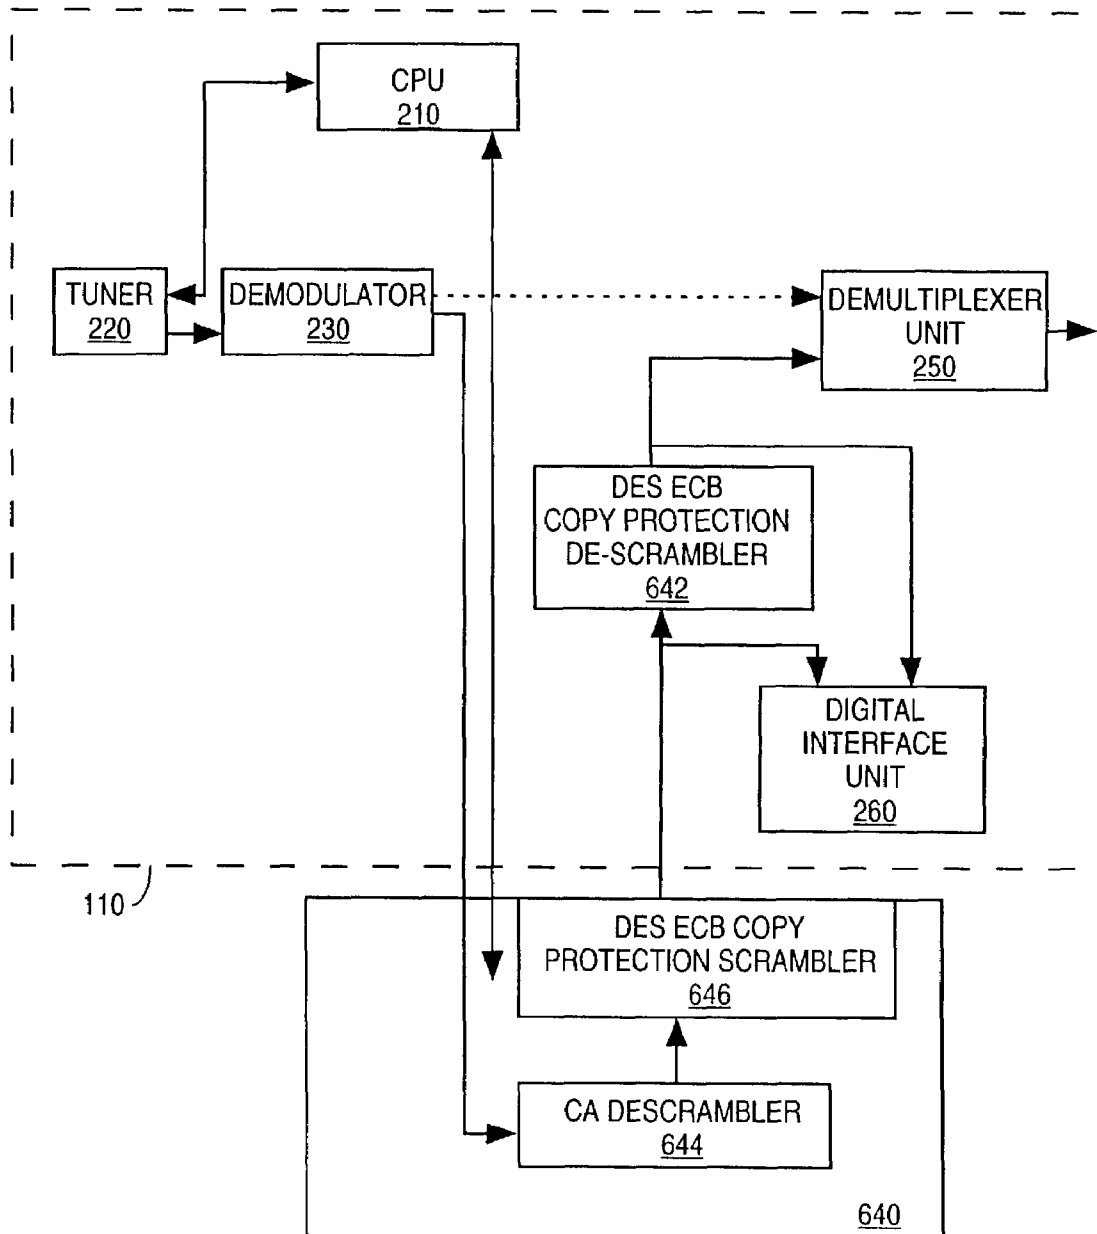 CPU
210
TUNER
220
DEMODULATOR
230
DEMULTIPLEXER
UNIT
250
DES ECB
COPY PROTECTION
DE-SCRAMBLER
642
DIGITAL
INTERFACE
UNIT
260
110
DES ECB COPY
PROTECTION SCRAMBLER
646
CA DESCRAMBLER
644
640